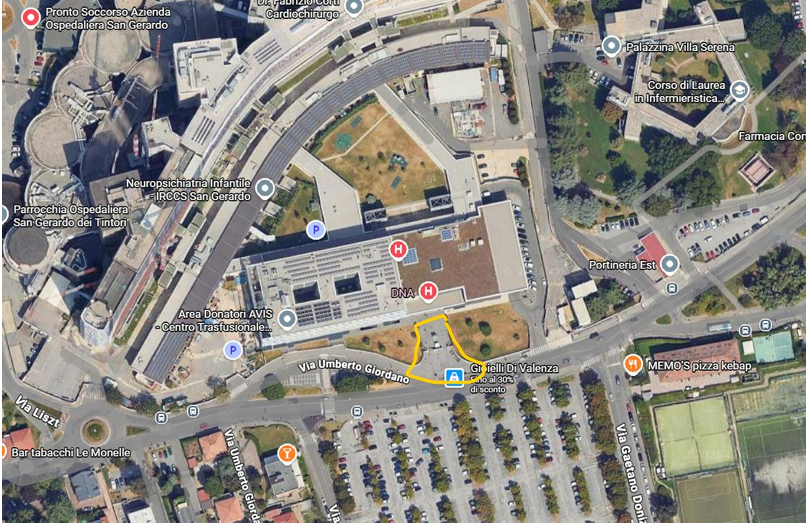 Dr. Fabrizio Corti
Cardiochirurgo
Pronto Soccorso Azienda
Ospedaliera San Gerardo
Palazzina Villa Serena
Corso di Laurea
in Infermieristica...
Farmacia Con
Neuropsichiatria Infantile
- IRCCS San Gerardo
Parrocchia Ospedaliera
San Gerardo dei Tintori
P
H
Portineria Est
DNA
H
Area Donatori AVIS
- Centro Trasfusionale...
P
Via Umberto Giordano
Gioielli Di Valenza
Fino al 30%
di sconto
MEMO'S pizza kebap
Via Liszt
Bar tabacchi Le Monelle
Via Umberto Giorda
Via
Via Gaetano Doni